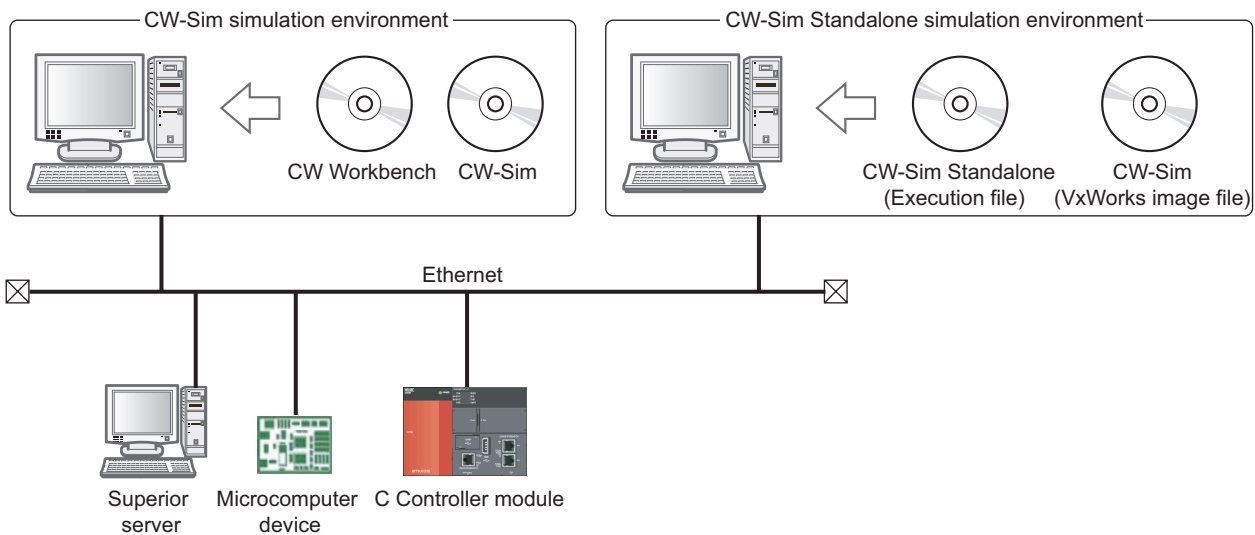 CW-Sim simulation environment
CW-Sim Standalone simulation environment
CW Workbench
CW-Sim
CW-Sim Standalone
(Execution file)
CW-Sim
(VxWorks image file)
Ethernet
Superior
server
Microcomputer
device
C Controller module